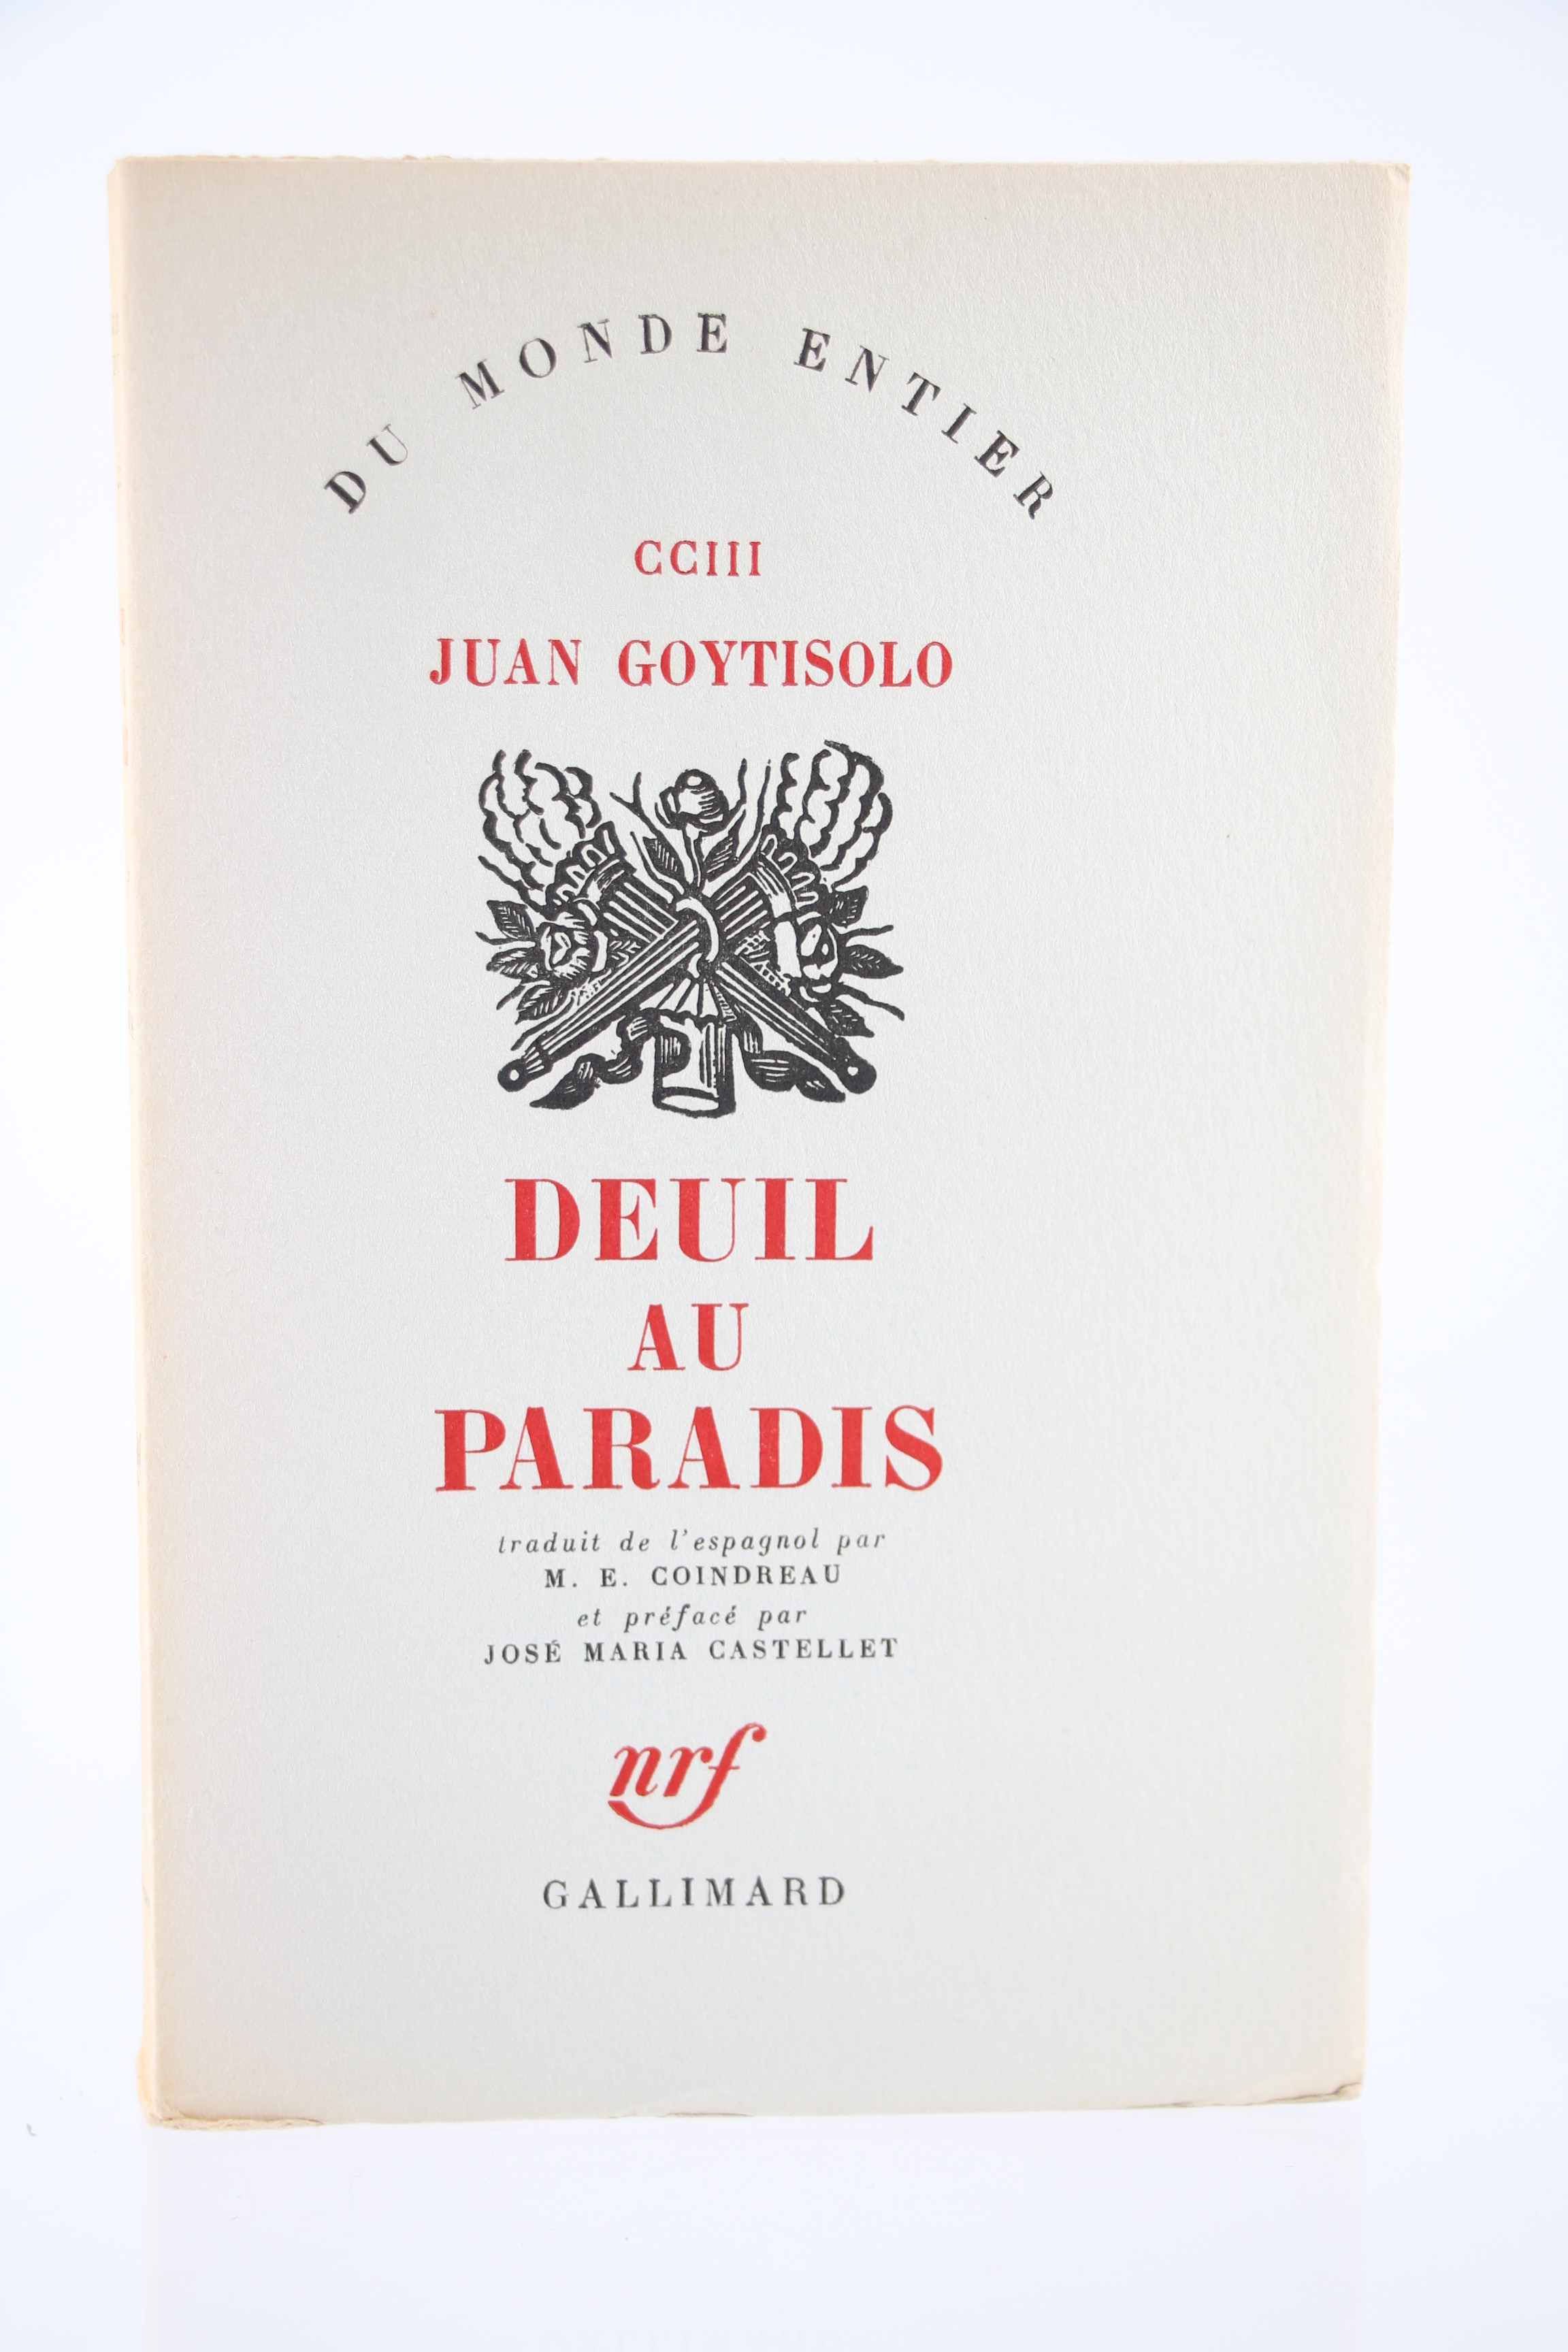 DU MONDE ENTIER
CCIII
JUAN GOYTISOLO
DEUIL
AU
PARADIS
traduit de l'espagnol par
M. E. COINDREAU
et préfacé par
JOSÉ MARIA CASTELLET
nrf
GALLIMARD